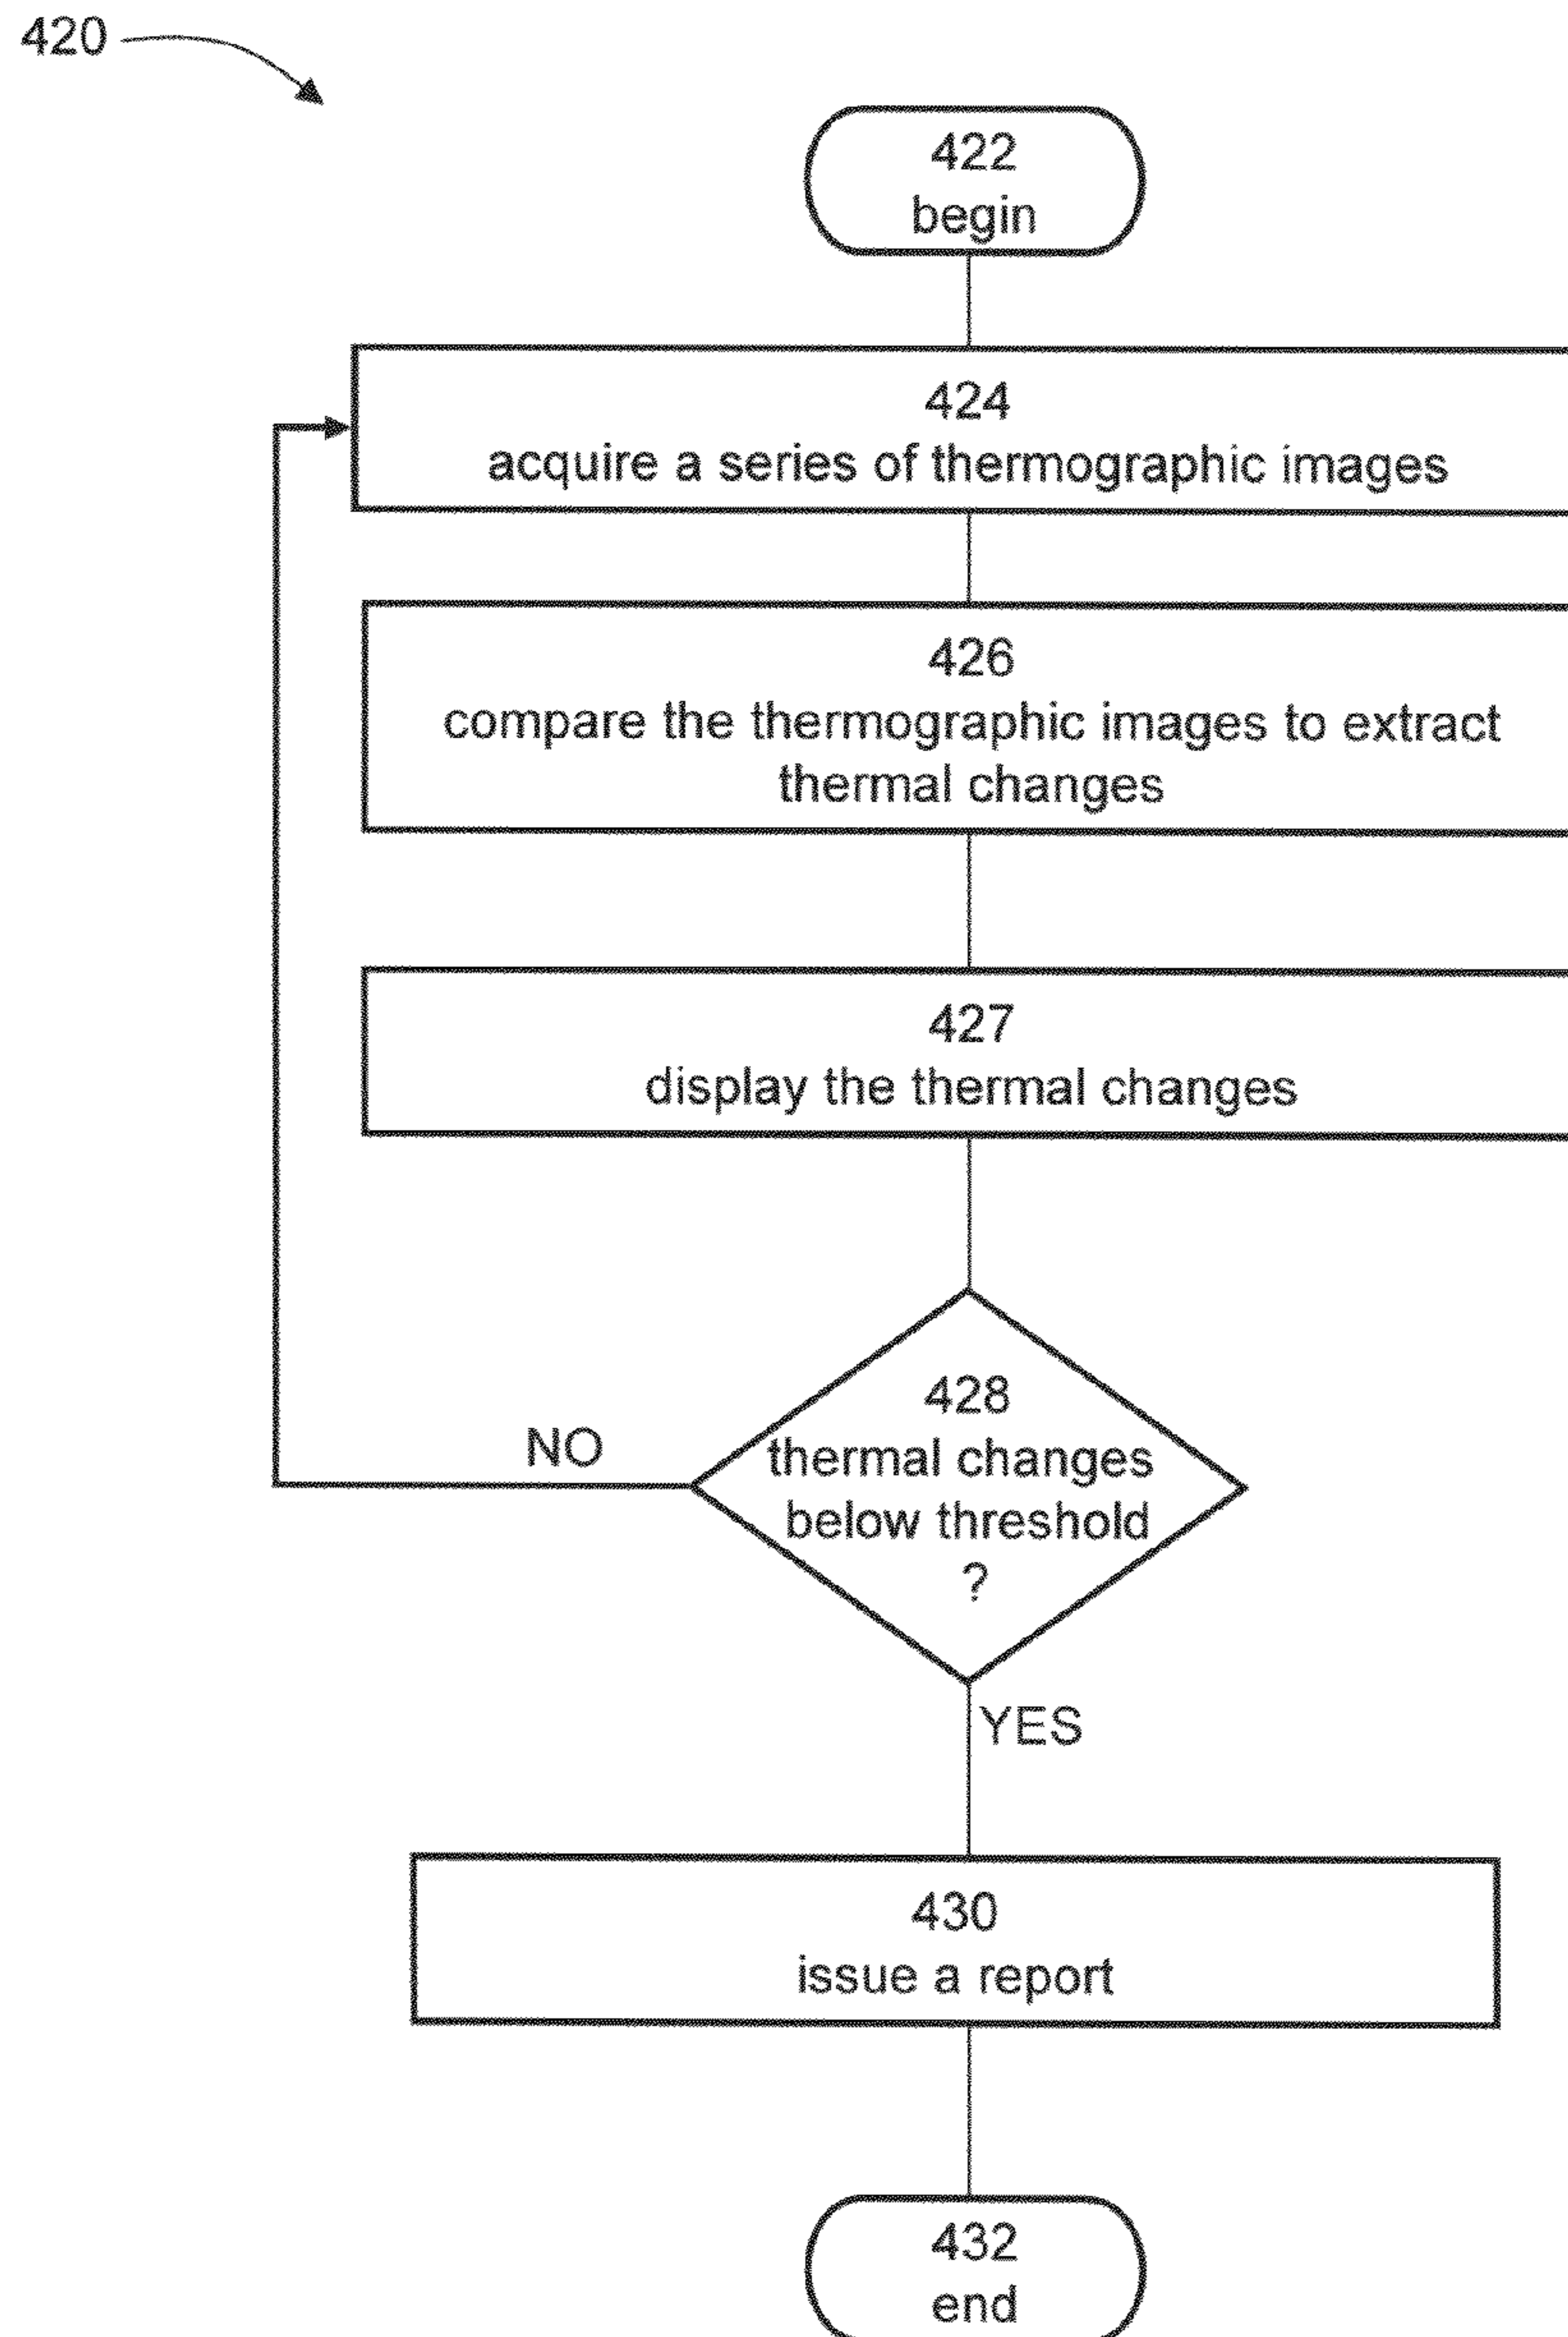 420
422
begin
424
acquire a series of thermographic images
426
compare the thermographic images to extract
thermal changes
427
display the thermal changes
428
thermal changes
below threshold
?
NO
YES
430
issue a report
432
end